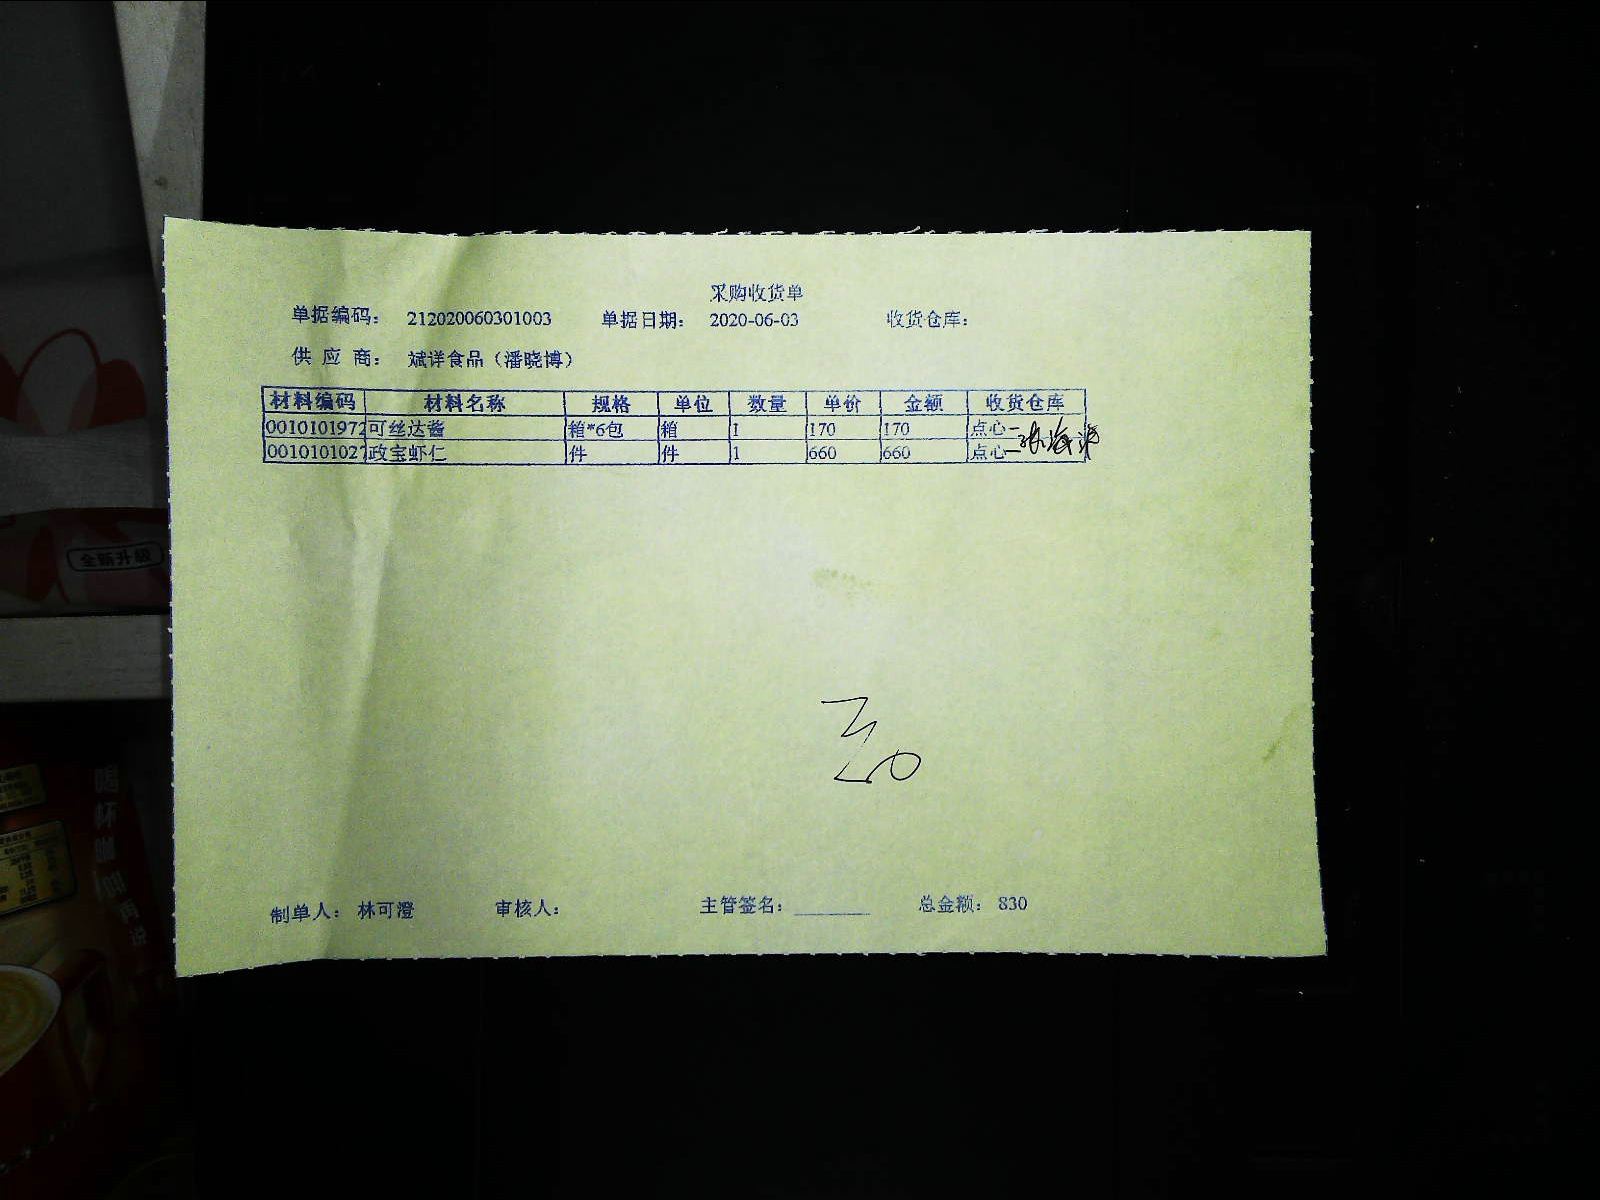 采购收货单
单据编码： 212020060301003 单据日期： 2020-06-03 收货仓库：
供 应 商： 斌详食品（潘晓博）
材料编码 材料名称 规格 单位 数量 单价 金额 收货仓库
0010101972 可丝达酱 箱*6包 箱 1 170 170 点心
0010101027 政宝虾仁 件 件 1 660 660 点心
制单人： 林可澄 审核人： 主管签名： 总金额： 830
全新升級